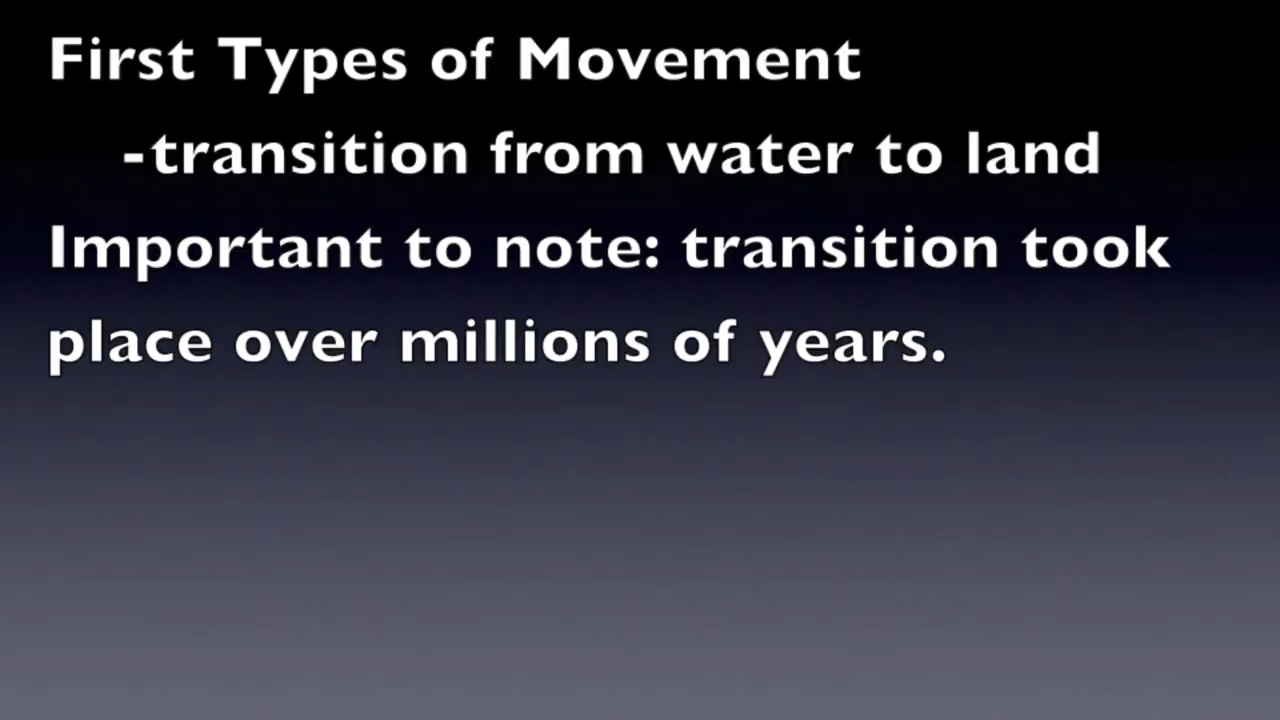 First Types of Movement
-transition from water to land
Important to note: transition took
place over millions of years.